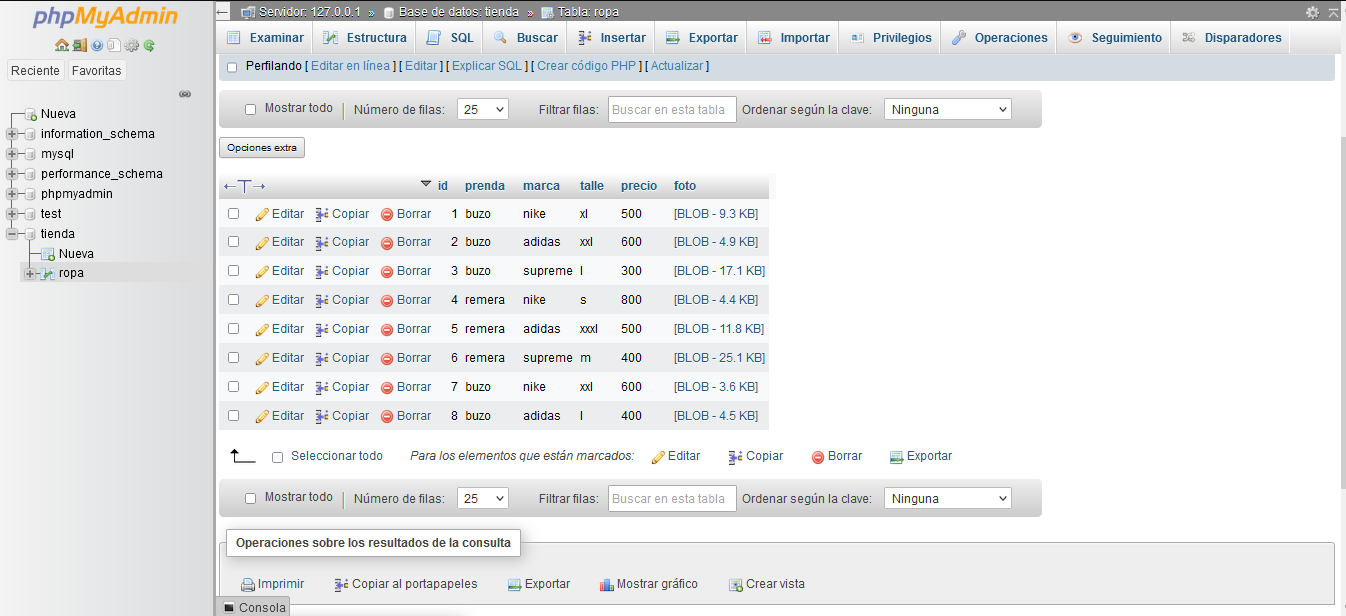 phpMyAdmin
Reciente Favoritas
Nueva
information_schema
mysql
performance_schema
phpmyadmin
test
tienda
Nueva
ropa
Servidor: 127.0.0.1 » Base de datos: tienda » Tabla: ropa
Examinar Estructura SQL Buscar Insertar Exportar Importar Privilegios Operaciones Seguimiento Disparadores
Perfilando [ Editar en línea ] [ Editar ] [ Explicar SQL ] [ Crear código PHP ] [ Actualizar ]
Mostrar todo Número de filas: 25 Filtrar filas: Buscar en esta tabla Ordenar según la clave: Ninguna
Opciones extra
←T→ id prenda marca talle precio foto
Editar Copiar Borrar 1 buzo nike xl 500 [BLOB - 9.3 KB]
Editar Copiar Borrar 2 buzo adidas xxl 600 [BLOB - 4.9 KB]
Editar Copiar Borrar 3 buzo supreme l 300 [BLOB - 17.1 KB]
Editar Copiar Borrar 4 remera nike s 800 [BLOB - 4.4 KB]
Editar Copiar Borrar 5 remera adidas xxxl 500 [BLOB - 11.8 KB]
Editar Copiar Borrar 6 remera supreme m 400 [BLOB - 25.1 KB]
Editar Copiar Borrar 7 buzo nike xxl 600 [BLOB - 3.6 KB]
Editar Copiar Borrar 8 buzo adidas l 400 [BLOB - 4.5 KB]
Seleccionar todo Para los elementos que están marcados: Editar Copiar Borrar Exportar
Mostrar todo Número de filas: 25 Filtrar filas: Buscar en esta tabla Ordenar según la clave: Ninguna
Operaciones sobre los resultados de la consulta
Imprimir Copiar al portapapeles Exportar Mostrar gráfico Crear vista
Consola